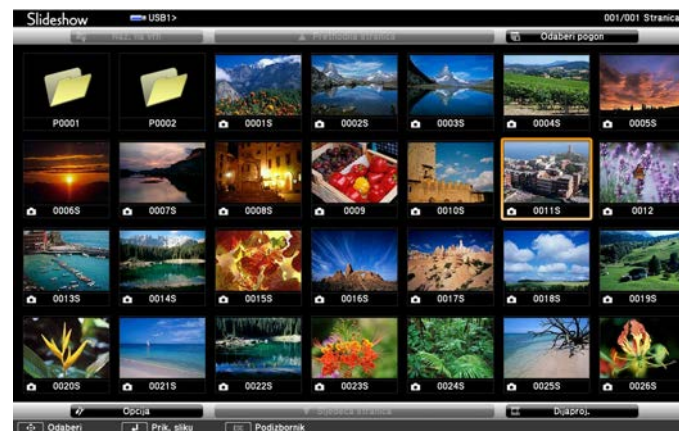 Slideshow USB1> 001/001 Stranica
Naz. na vrh Prethodna stranica Odaberi pogon
P0001 P0002 0001S 0002S 0003S 0004S 0005S
0006S 0007S 0008S 0009 0010S 0011S 0012
0013S 0014S 0015S 0016S 0017S 0018S 0019S
0020S 0021S 0022S 0023S 0024S 0025S 0026S
Opcija Sljedeća stranica Dijaproj.
Odaberi Prik. sliku Esc Podizbornik